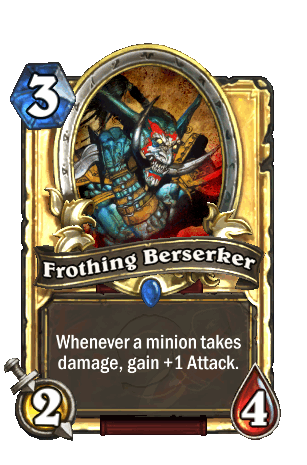 3
Frothing Berserker
Whenever a minion takes
damage, gain +1 Attack.
2
4